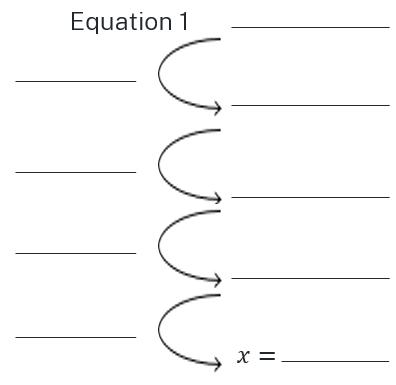 Equation 1
x =